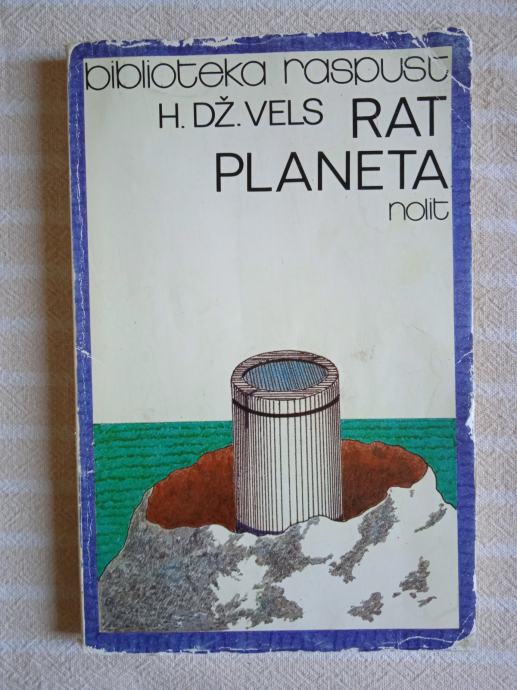 biblioteka raspust
H. DŽ. VELS RAT
PLANETA
nolit